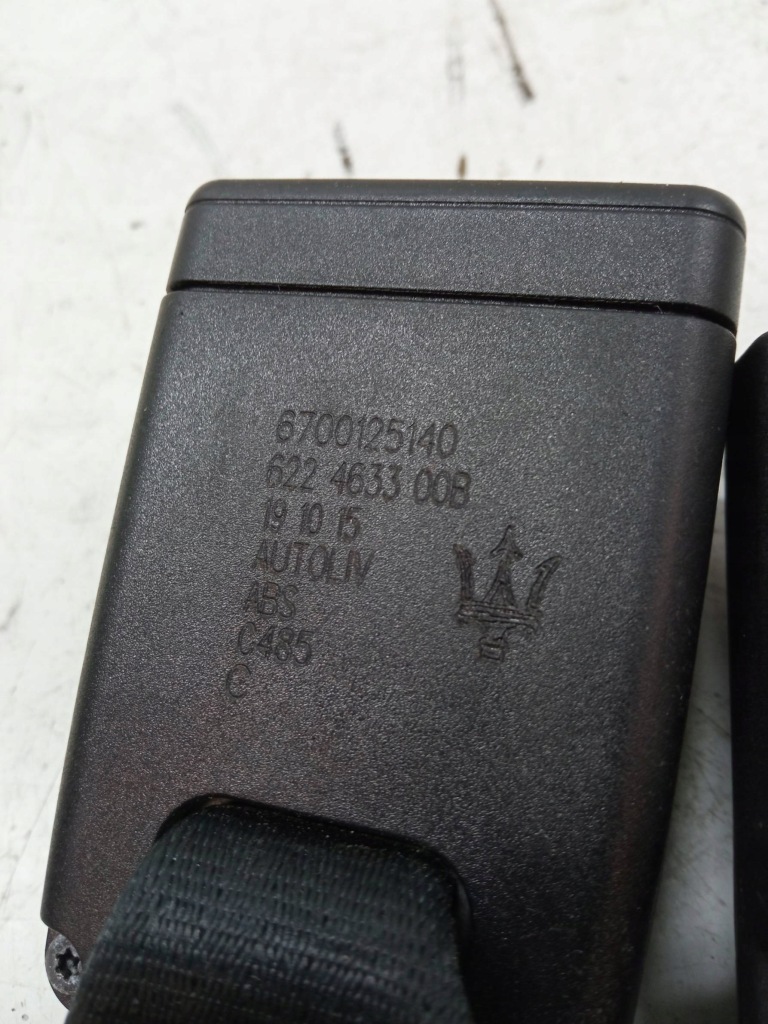 6700125140
622 4633 00B
19 10 15
AUTOLIV
ABS
C485
C